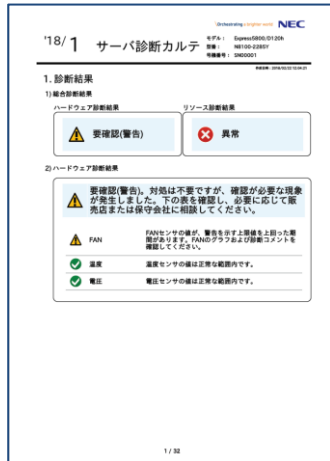 Orchestrating a brighter world NEC
'18/ 1 サーバ診断カルテ
モデル： Express5800/D120h
型番： N8100-2285Y
号機番号： SN00001
1. 診断結果
1) 総合診断結果
ハードウェア診断結果 リソース診断結果
要確認(警告) 異常
2) ハードウェア診断結果
要確認(警告)。対処は不要ですが、確認が必要な現象
が発生しました。下の表を確認し、必要に応じて販
売店または保守会社に相談してください。
FAN
FANセンサの値が、警告を示す上限値を上回った期
間があります。FANのグラフおよび診断コメントを
確認してください。
温度 温度センサの値は正常な範囲内です。
電圧 電圧センサの値は正常な範囲内です。
1 / 32